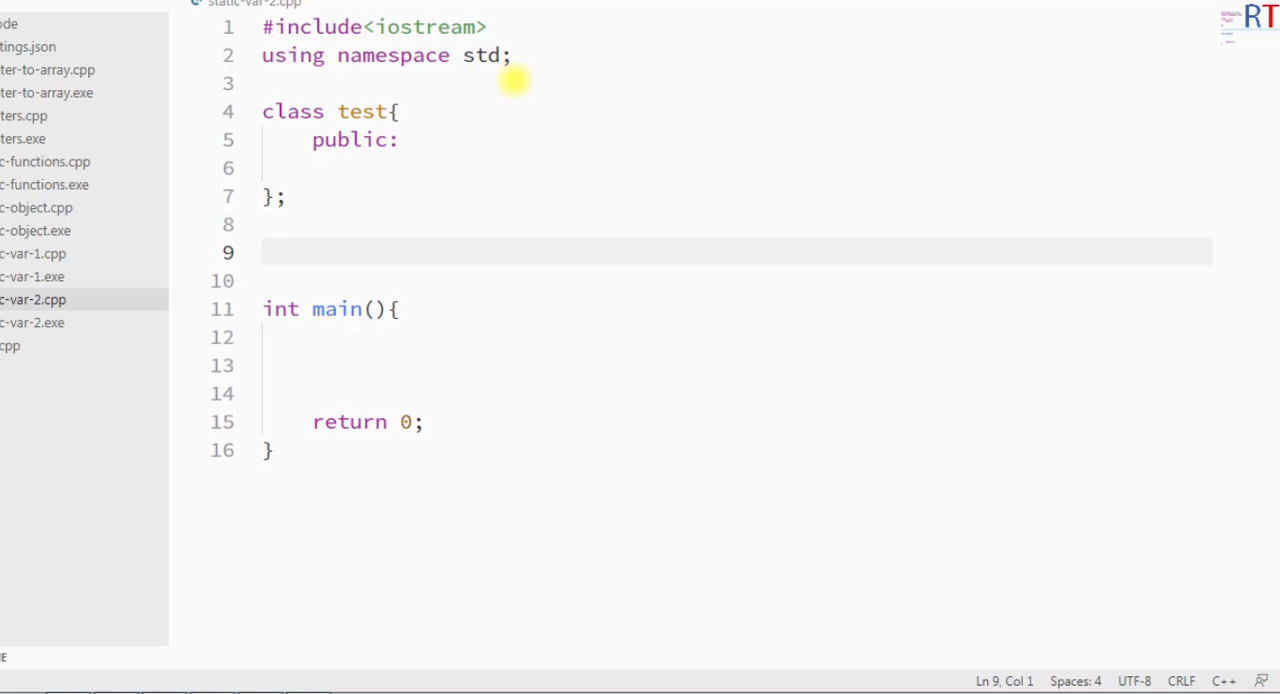 static-var-2.cpp
RT
ode
tings.json
ter-to-array.cpp
ter-to-array.exe
ters.cpp
ters.exe
c-functions.cpp
c-functions.exe
c-object.cpp
c-object.exe
c-var-1.cpp
c-var-1.exe
c-var-2.cpp
c-var-2.exe
cpp
E
1 #include<iostream>
2 using namespace std;
3
4 class test{
5 public:
6
7 };
8
9
10
11 int main(){
12
13
14
15 return 0;
16 }
Ln 9, Col 1 Spaces: 4 UTF-8 CRLF C++